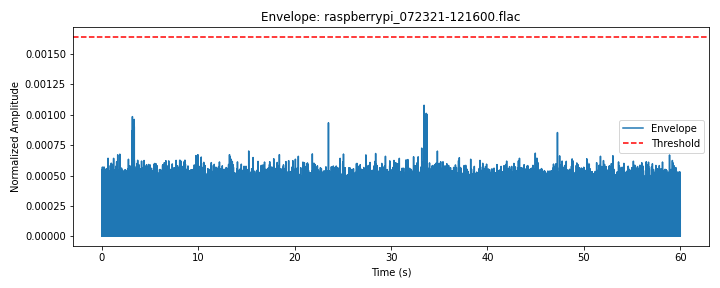 Envelope: raspberrypi_072321-121600.flac
Normalized Amplitude
0.00150
0.00125
0.00100
0.00075
0.00050
0.00025
0.00000
Envelope
Threshold
0
10
20
30
40
50
60
Time (s)